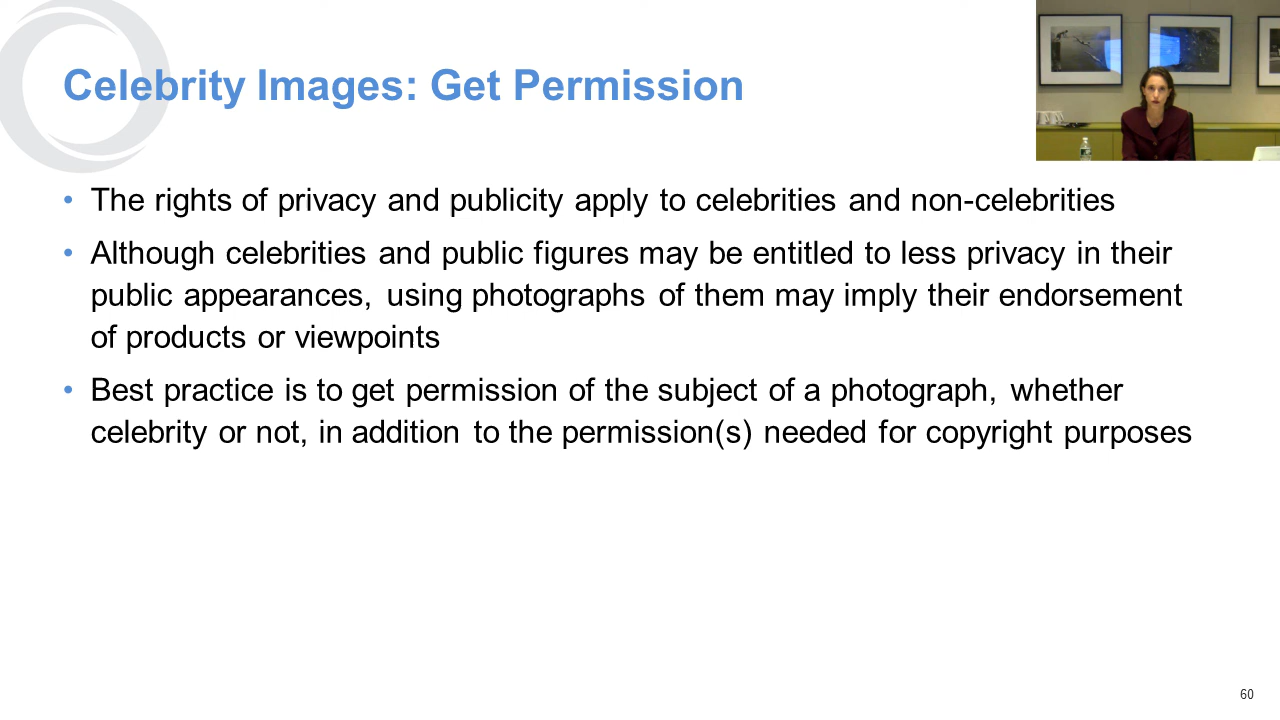 Celebrity Images: Get Permission
• The rights of privacy and publicity apply to celebrities and non-celebrities
• Although celebrities and public figures may be entitled to less privacy in their
public appearances, using photographs of them may imply their endorsement
of products or viewpoints
• Best practice is to get permission of the subject of a photograph, whether
celebrity or not, in addition to the permission(s) needed for copyright purposes
60